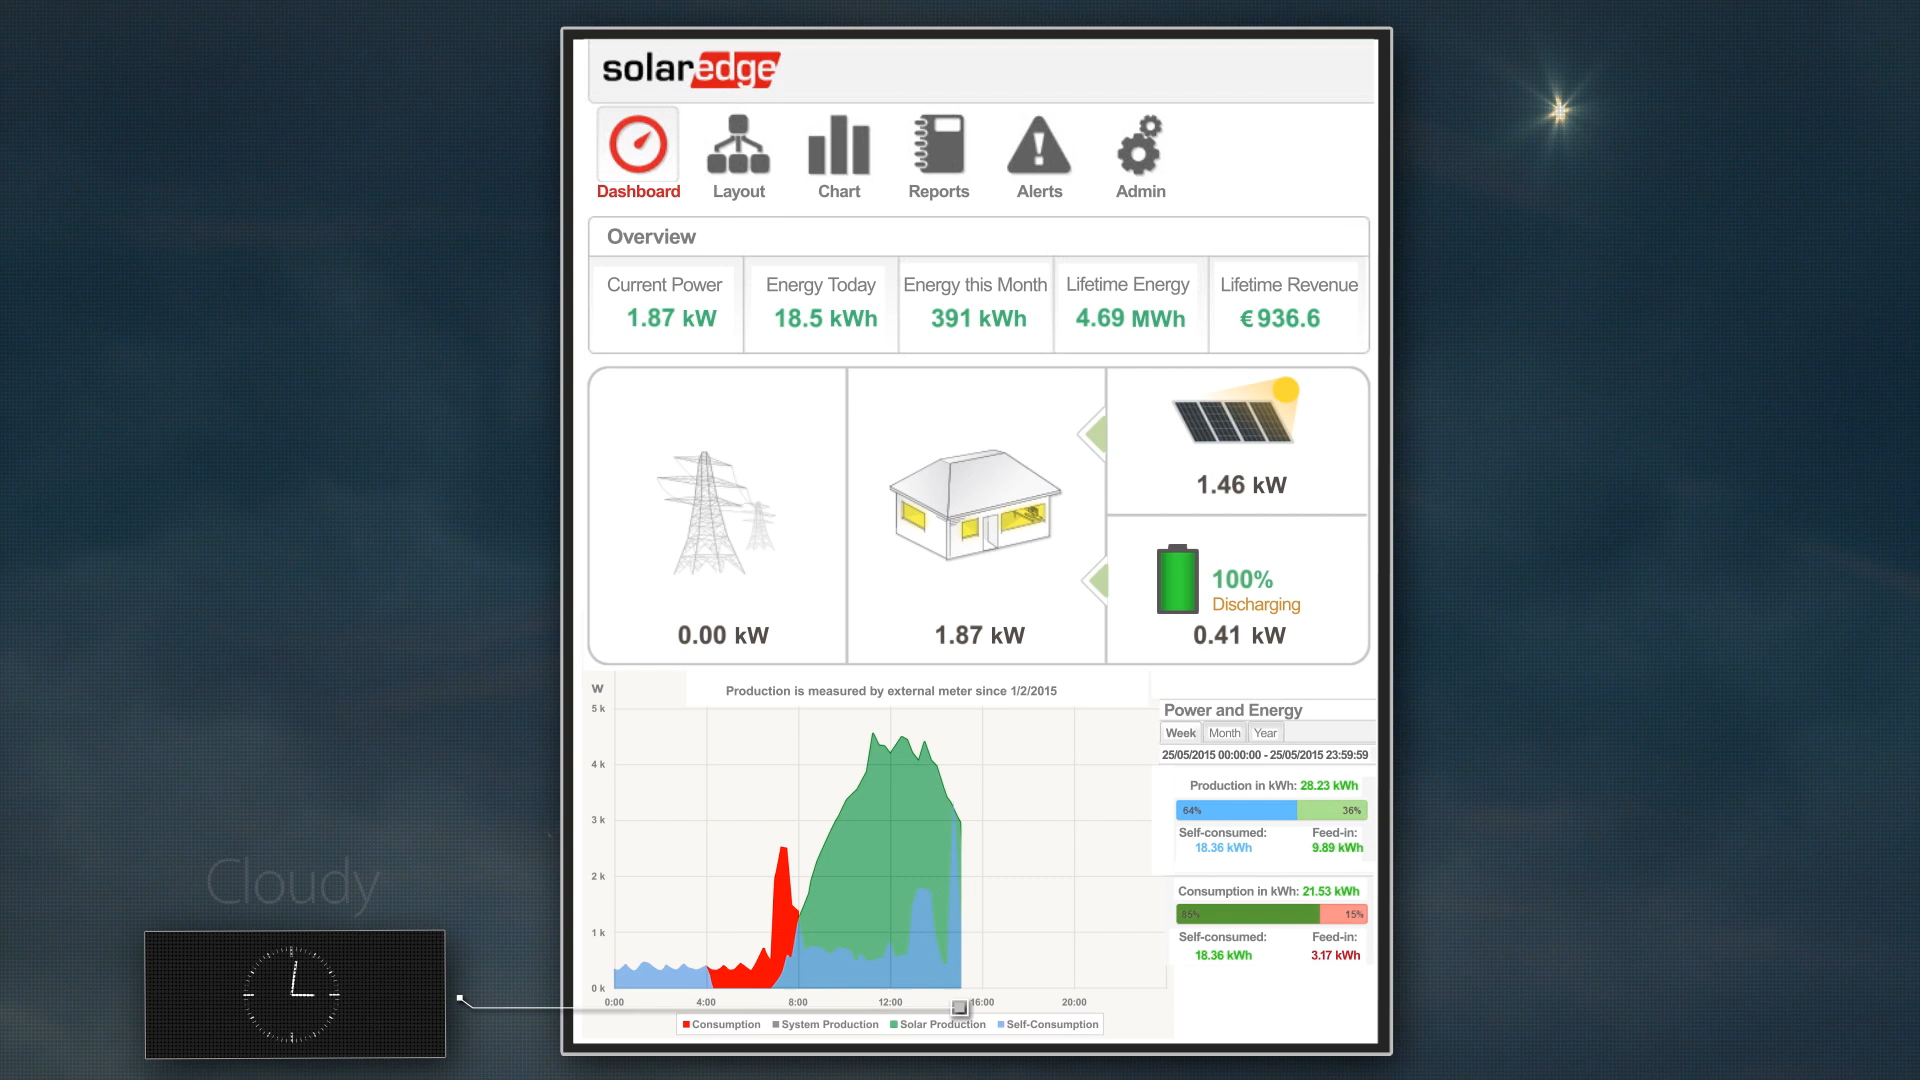 solaredge
Dashboard
Layout
Chart
Reports
Alerts
Admin
Overview
Current Power
1.87 kW
Energy Today
18.5 kWh
Energy this Month
391 kWh
Lifetime Energy
4.69 MWh
Lifetime Revenue
€936.6
1.46 kW
100%
Discharging
0.41 kW
0.00 kW
1.87 kW
W
Production is measured by external meter since 1/2/2015
5 k
4 k
3 k
2 k
1 k
0 k
0:00
4:00
8:00
12:00
16:00
20:00
Consumption
System Production
Solar Production
Self-Consumption
Power and Energy
Week
Month
Year
25/05/2015 00:00:00 - 25/05/2015 23:59:59
Production in kWh: 28.23 kWh
64%
36%
Self-consumed:
Feed-in:
18.36 kWh
9.89 kWh
Consumption in kWh: 21.53 kWh
85%
15%
Self-consumed:
Feed-in:
18.36 kWh
3.17 kWh
Cloudy